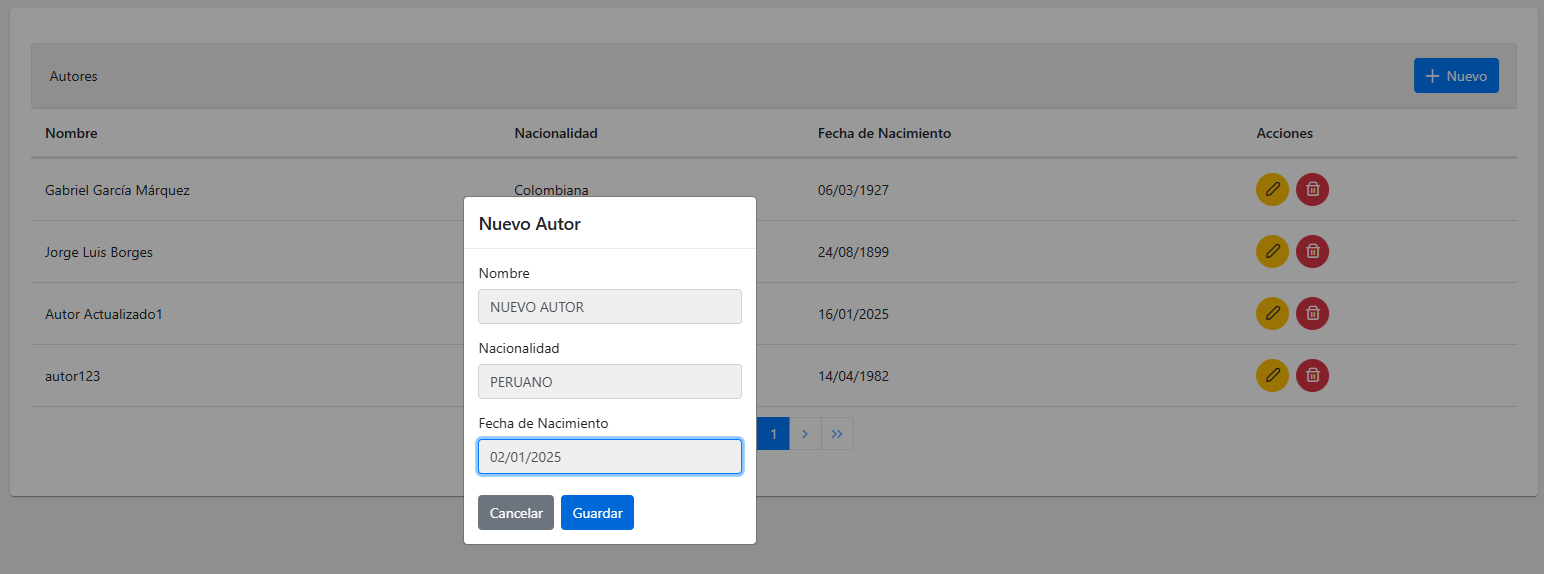 Autores
Nuevo
Nombre Nacionalidad Fecha de Nacimiento Acciones
Gabriel García Márquez Colombiana 06/03/1927
Jorge Luis Borges 24/08/1899
Autor Actualizado1 16/01/2025
autor123 14/04/1982
1 > >>
Nuevo Autor
Nombre
NUEVO AUTOR
Nacionalidad
PERUANO
Fecha de Nacimiento
02/01/2025
Cancelar Guardar